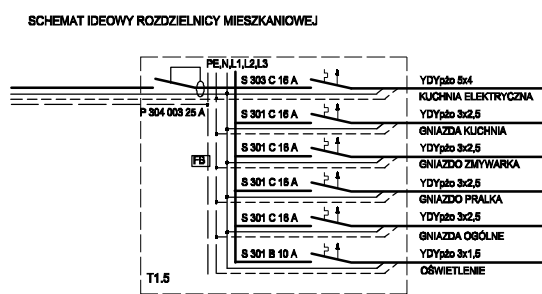 SCHEMAT IDEOWY ROZDZIELNICY MIESZKANIOWEJ
PE,N,L1,L2,L3
S 303 C 16 A
YDYpżo 5x4
KUCHNIA ELEKTRYCZNA
P 304 003 25 A
S 301 C 16 A
YDYpżo 3x2,5
GNIAZDA KUCHNIA
S 301 C 16 A
YDYpżo 3x2,5
FB
GNIAZDO ZMYWARKA
S 301 C 16 A
YDYpżo 3x2,5
GNIAZDO PRALKA
S 301 C 16 A
YDYpżo 3x2,5
GNIAZDA OGÓLNE
S 301 B 10 A
YDYpżo 3x1,5
T1.5
OŚWIETLENIE